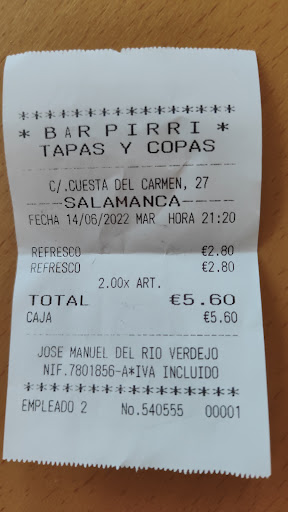 ************************
* BAR PIRRI *
TAPAS Y COPAS
C/.CUESTA DEL CARMEN, 27
----SALAMANCA----
FECHA 14/06/2022 MAR HORA 21:20
REFRESCO €2.80
REFRESCO €2.80
2.00x ART.
TOTAL €5.60
CAJA €5.60
JOSE MANUEL DEL RIO VERDEJO
NIF.7801856-A*IVA INCLUIDO
************************
EMPLEADO 2 No.540555 00001